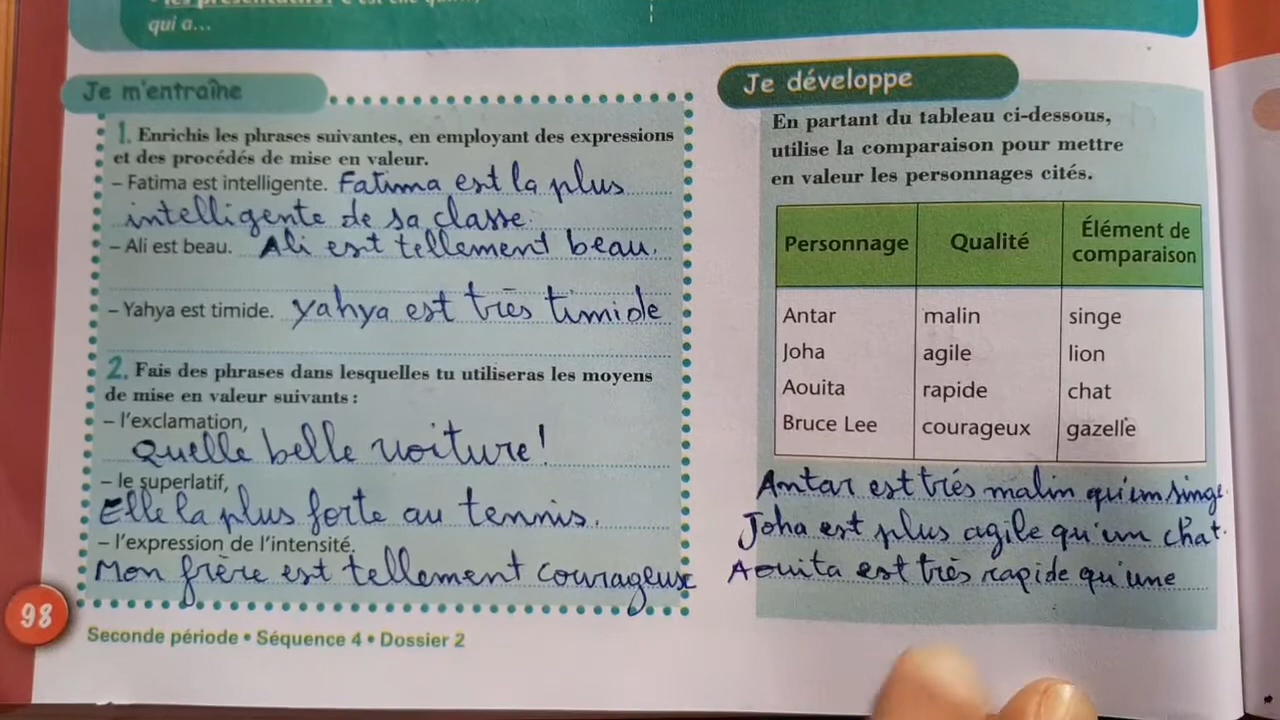 qui a...
Je m'entraîne
1. Enrichis les phrases suivantes, en employant des expressions
et des procédés de mise en valeur.
– Fatima est intelligente. Fatima est la plus
intelligente de sa classe.
– Ali est beau. Ali est tellement beau.
– Yahya est timide. Yahya est très timide
2. Fais des phrases dans lesquelles tu utiliseras les moyens
de mise en valeur suivants :
– l'exclamation,
Quelle belle voiture!
– le superlatif,
Elle la plus forte au tennis.
– l'expression de l'intensité.
Mon frère est tellement courageux
98
Seconde période • Séquence 4 • Dossier 2
Je développe
En partant du tableau ci-dessous,
utilise la comparaison pour mettre
en valeur les personnages cités.
Personnage Qualité Élément de comparaison
Antar malin singe
Joha agile lion
Aouita rapide chat
Bruce Lee courageux gazelle
Antar est trés malin qu'un singe
Joha est plus agile qu'un chat.
Aouita est très rapide qu'une